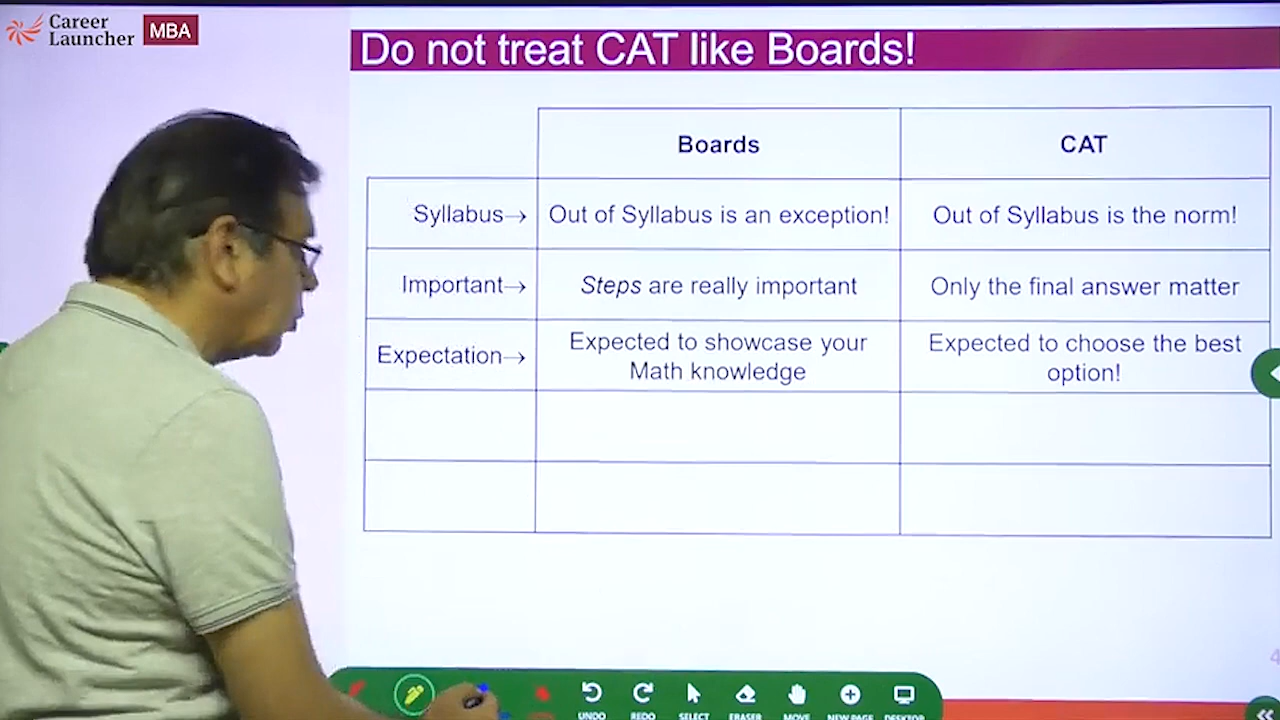 Career
Launcher
MBA
Do not treat CAT like Boards!
Boards
CAT
Syllabus→
Out of Syllabus is an exception!
Out of Syllabus is the norm!
Important→
Steps are really important
Only the final answer matter
Expectation→
Expected to showcase your
Math knowledge
Expected to choose the best
option!
4
UNDO
REDO
SELECT
ERASER
MOVE
NEW PAGE
DESKTOP